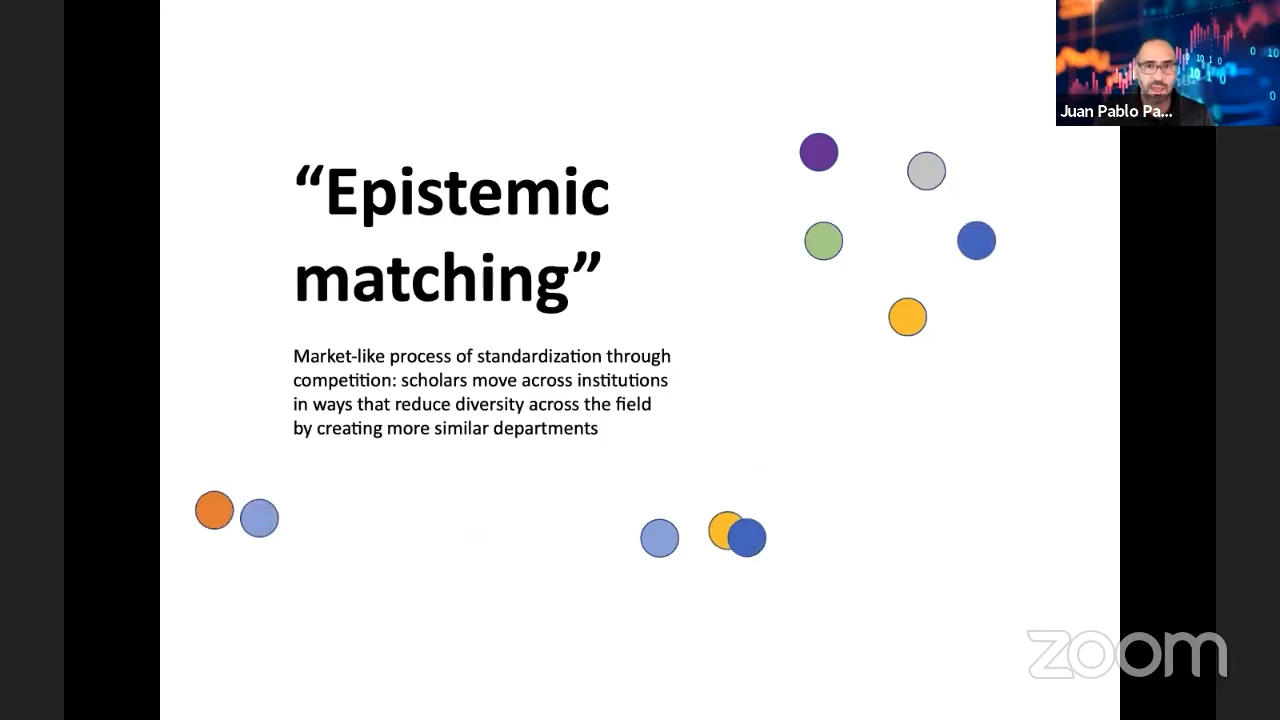 “Epistemic
matching”
Market-like process of standardization through
competition: scholars move across institutions
in ways that reduce diversity across the field
by creating more similar departments
Juan Pablo Pa...
zoom